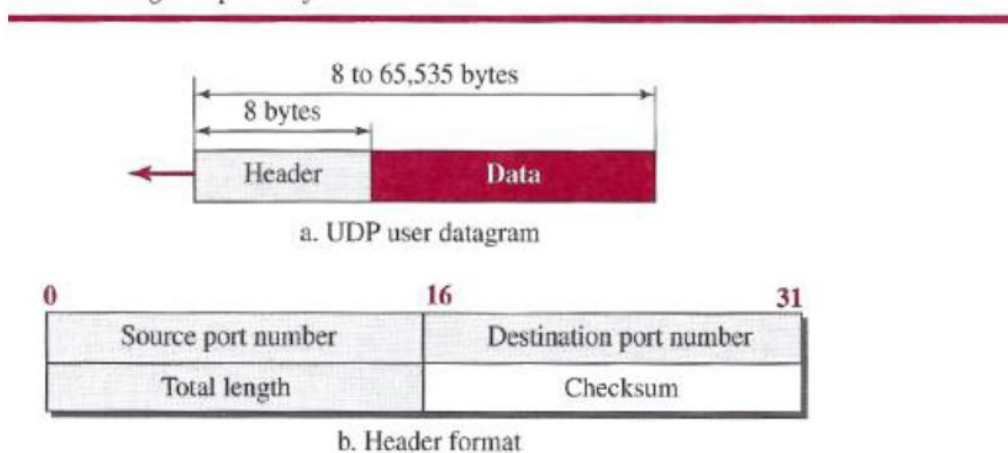 8 to 65,535 bytes
8 bytes
Header Data
a. UDP user datagram
0 16 31
Source port number Destination port number
Total length Checksum
b. Header format